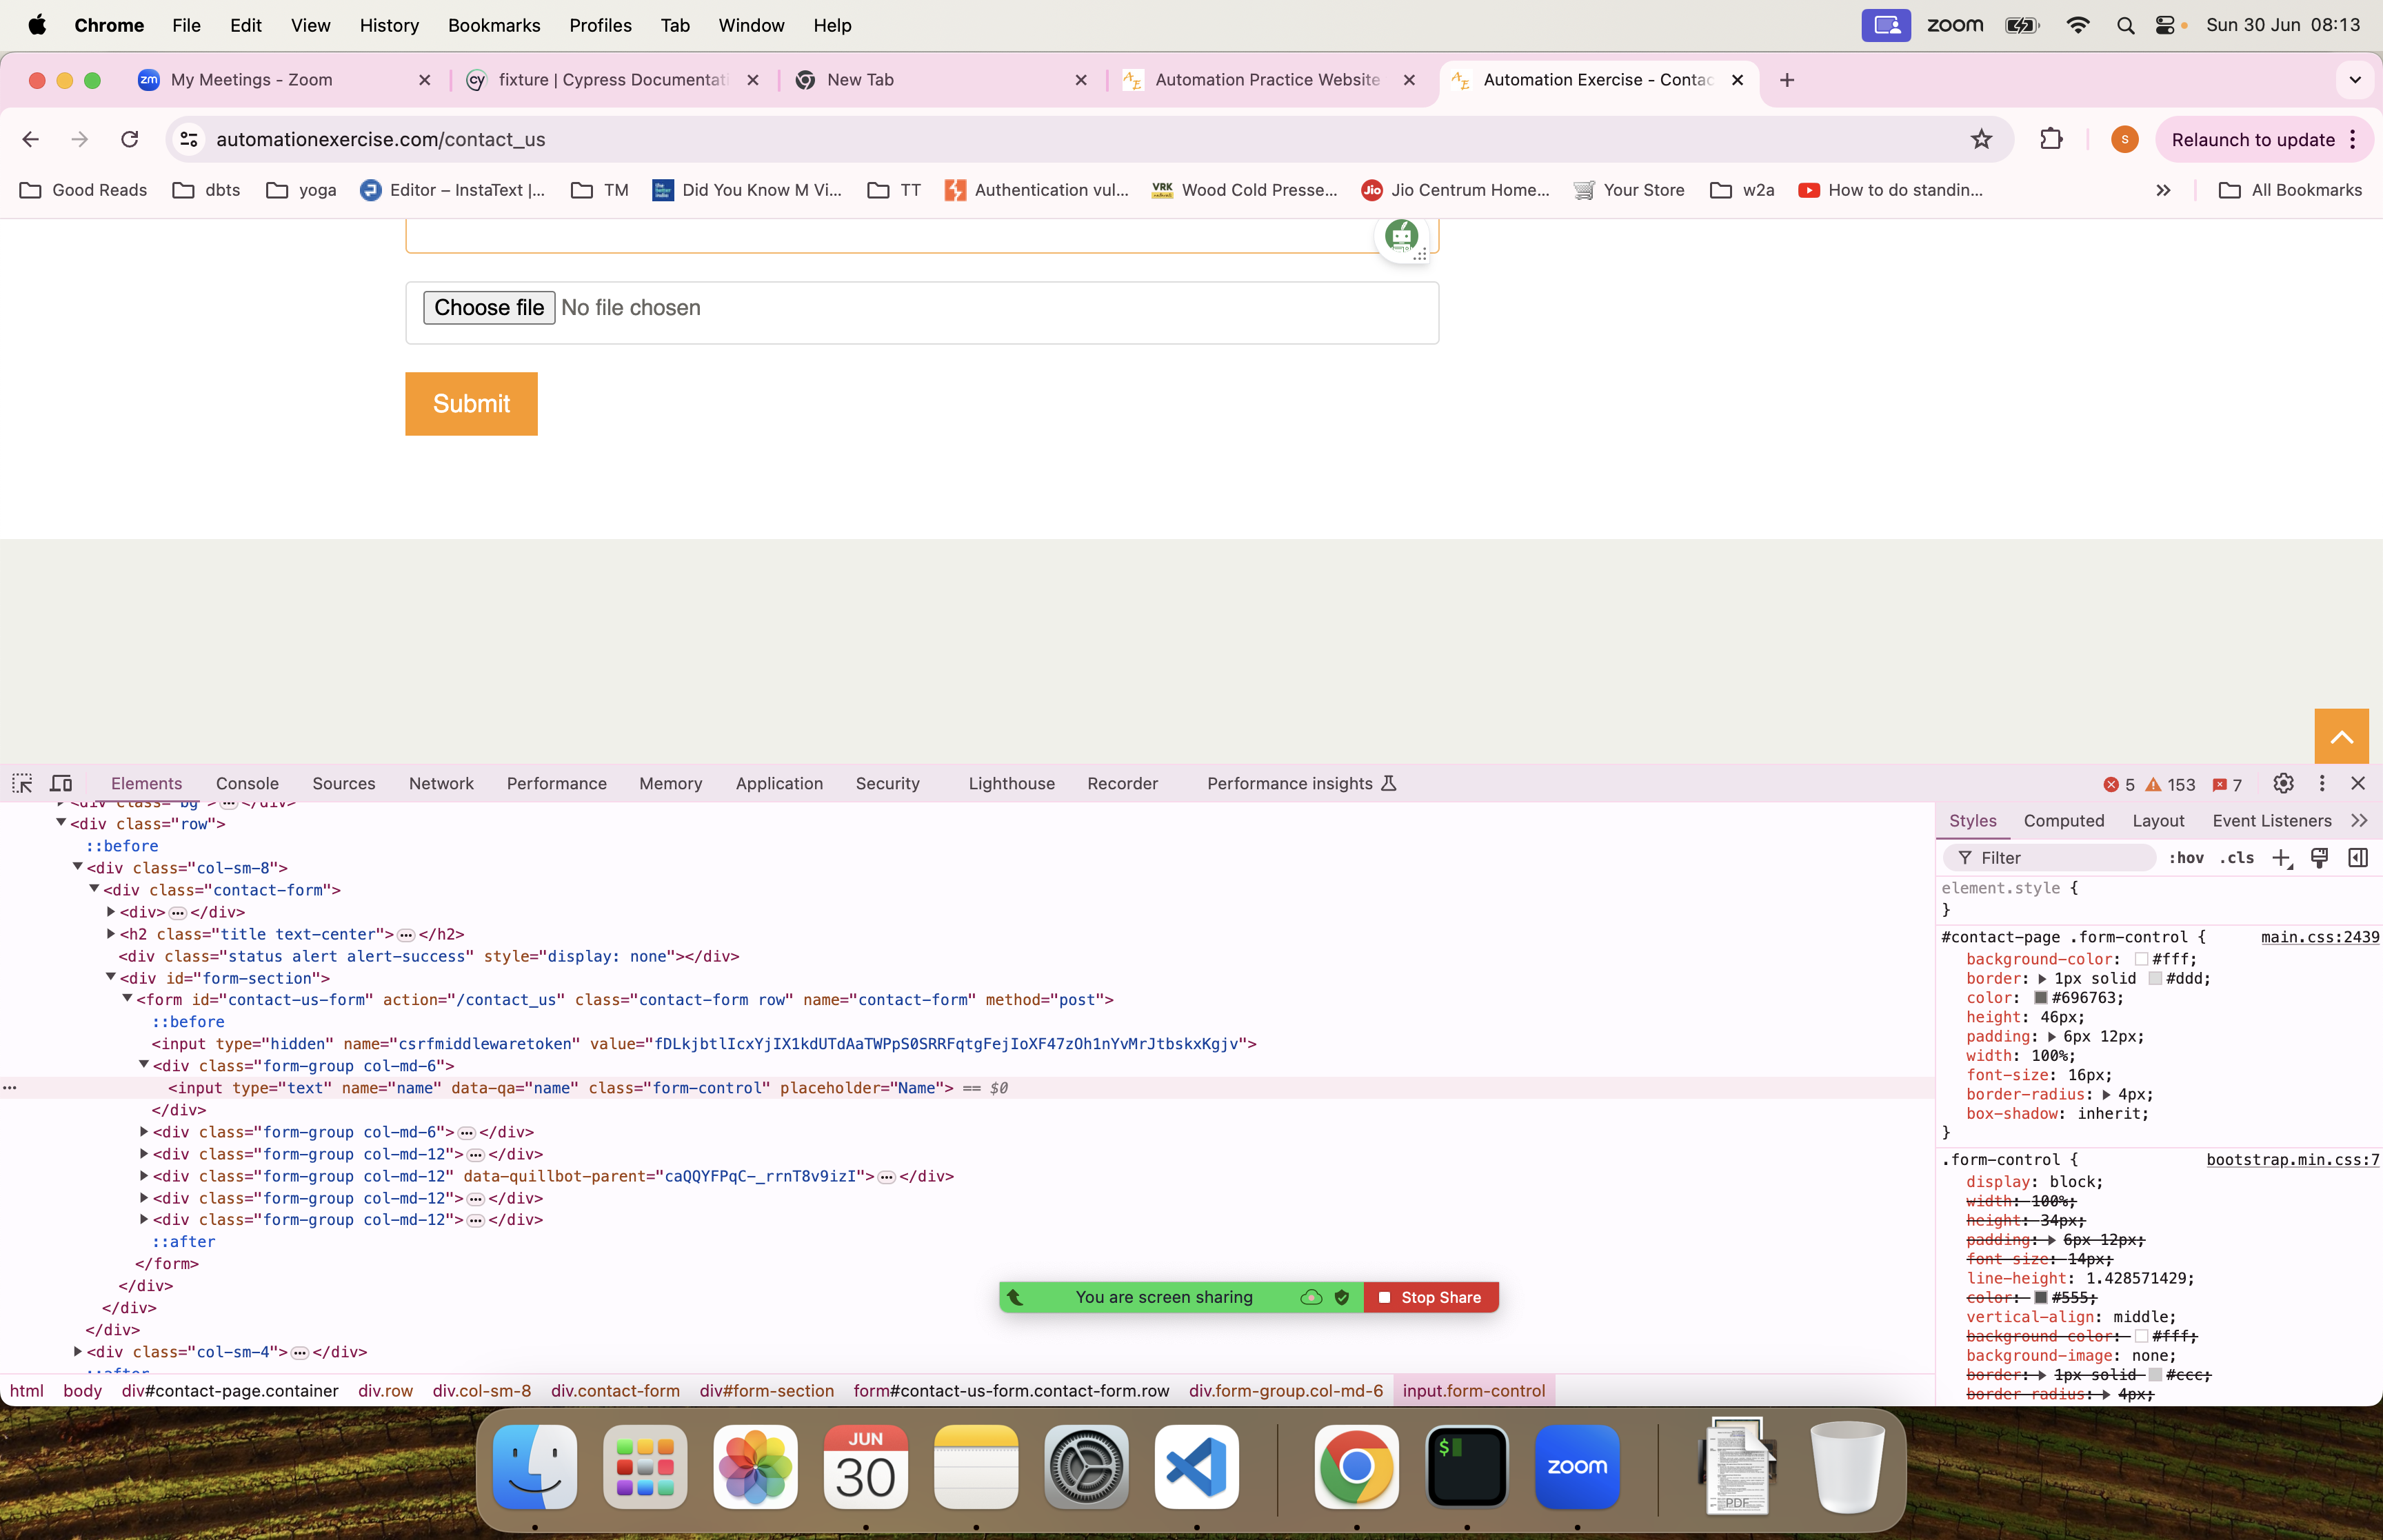 Chrome File Edit View History Bookmarks Profiles Tab Window Help zoom Sun 30 Jun 08:13
zm My Meetings - Zoom cy fixture | Cypress Documentati New Tab Automation Practice Website Automation Exercise - Contac
automationexercise.com/contact_us S Relaunch to update
Good Reads dbts yoga Editor – InstaText |... TM Did You Know M Vi... TT Authentication vul... VRK Wood Cold Presse... Jio Jio Centrum Home... Your Store w2a How to do standin... All Bookmarks
Choose file No file chosen
Submit
Elements Console Sources Network Performance Memory Application Security Lighthouse Recorder Performance insights 5 153 7
<div class="bg">…</div>
<div class="row">
::before
<div class="col-sm-8">
<div class="contact-form">
<div>…</div>
<h2 class="title text-center">…</h2>
<div class="status alert alert-success" style="display: none"></div>
<div id="form-section">
<form id="contact-us-form" action="/contact_us" class="contact-form row" name="contact-form" method="post">
::before
<input type="hidden" name="csrfmiddlewaretoken" value="fDLkjbtlIcxYjIX1kdUTdAaTWPpS0SRRFqtgFejIoXF47zOh1nYvMrJtbskxKgjv">
<div class="form-group col-md-6">
<input type="text" name="name" data-qa="name" class="form-control" placeholder="Name"> == $0
</div>
<div class="form-group col-md-6">…</div>
<div class="form-group col-md-12">…</div>
<div class="form-group col-md-12" data-quillbot-parent="caQQYFPqC-_rrnT8v9izI">…</div>
<div class="form-group col-md-12">…</div>
<div class="form-group col-md-12">…</div>
::after
</form>
</div>
</div>
</div>
<div class="col-sm-4">…</div>
::after
html body div#contact-page.container div.row div.col-sm-8 div.contact-form div#form-section form#contact-us-form.contact-form.row div.form-group.col-md-6 input.form-control
Styles Computed Layout Event Listeners
Filter :hov .cls
element.style {
}
#contact-page .form-control { main.css:2439
background-color: #fff;
border: 1px solid #ddd;
color: #696763;
height: 46px;
padding: 6px 12px;
width: 100%;
font-size: 16px;
border-radius: 4px;
box-shadow: inherit;
}
.form-control { bootstrap.min.css:7
display: block;
width: 100%;
height: 34px;
padding: 6px 12px;
font-size: 14px;
line-height: 1.428571429;
color: #555;
vertical-align: middle;
background-color: #fff;
background-image: none;
border: 1px solid #ccc;
border-radius: 4px;
You are screen sharing Stop Share
JUN
30
$
zoom
PDF